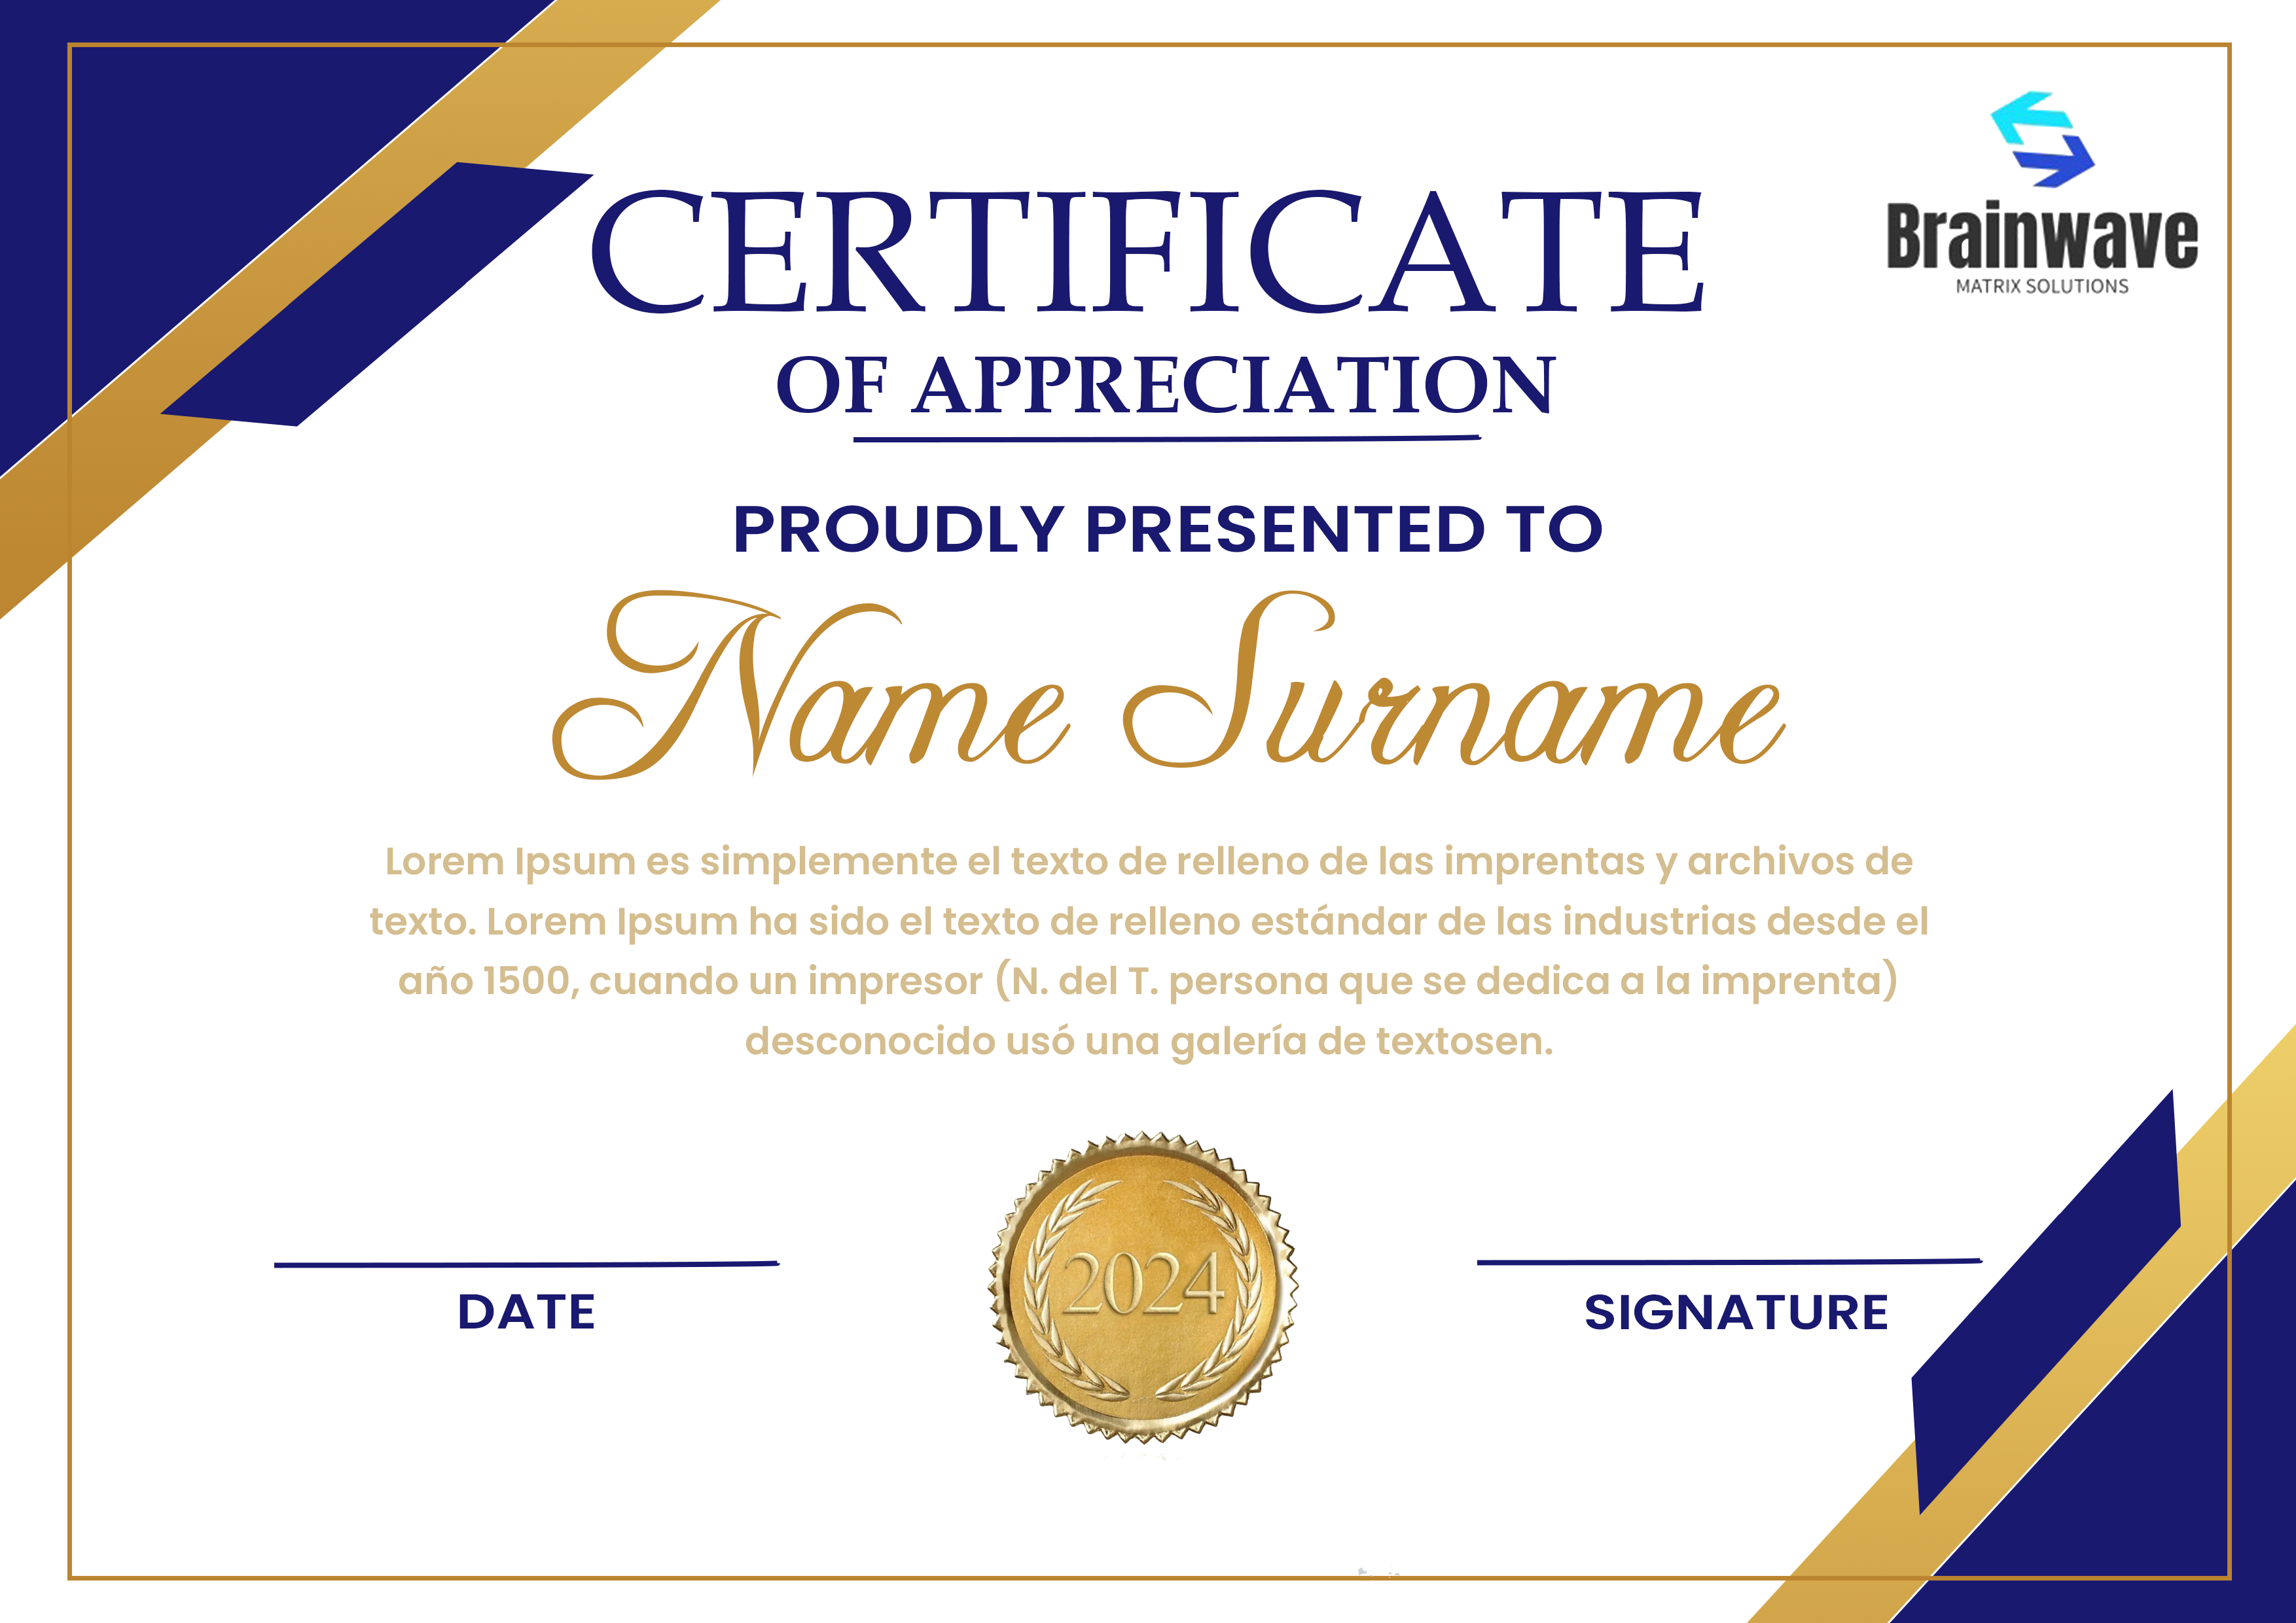 CERTIFICATE
Brainwave
MATRIX SOLUTIONS
OF APPRECIATION
PROUDLY PRESENTED TO
Name Surname
Lorem Ipsum es simplemente el texto de relleno de las imprentas y archivos de
texto. Lorem Ipsum ha sido el texto de relleno estándar de las industrias desde el
año 1500, cuando un impresor (N. del T. persona que se dedica a la imprenta)
desconocido usó una galería de textosen.
2024
DATE
SIGNATURE